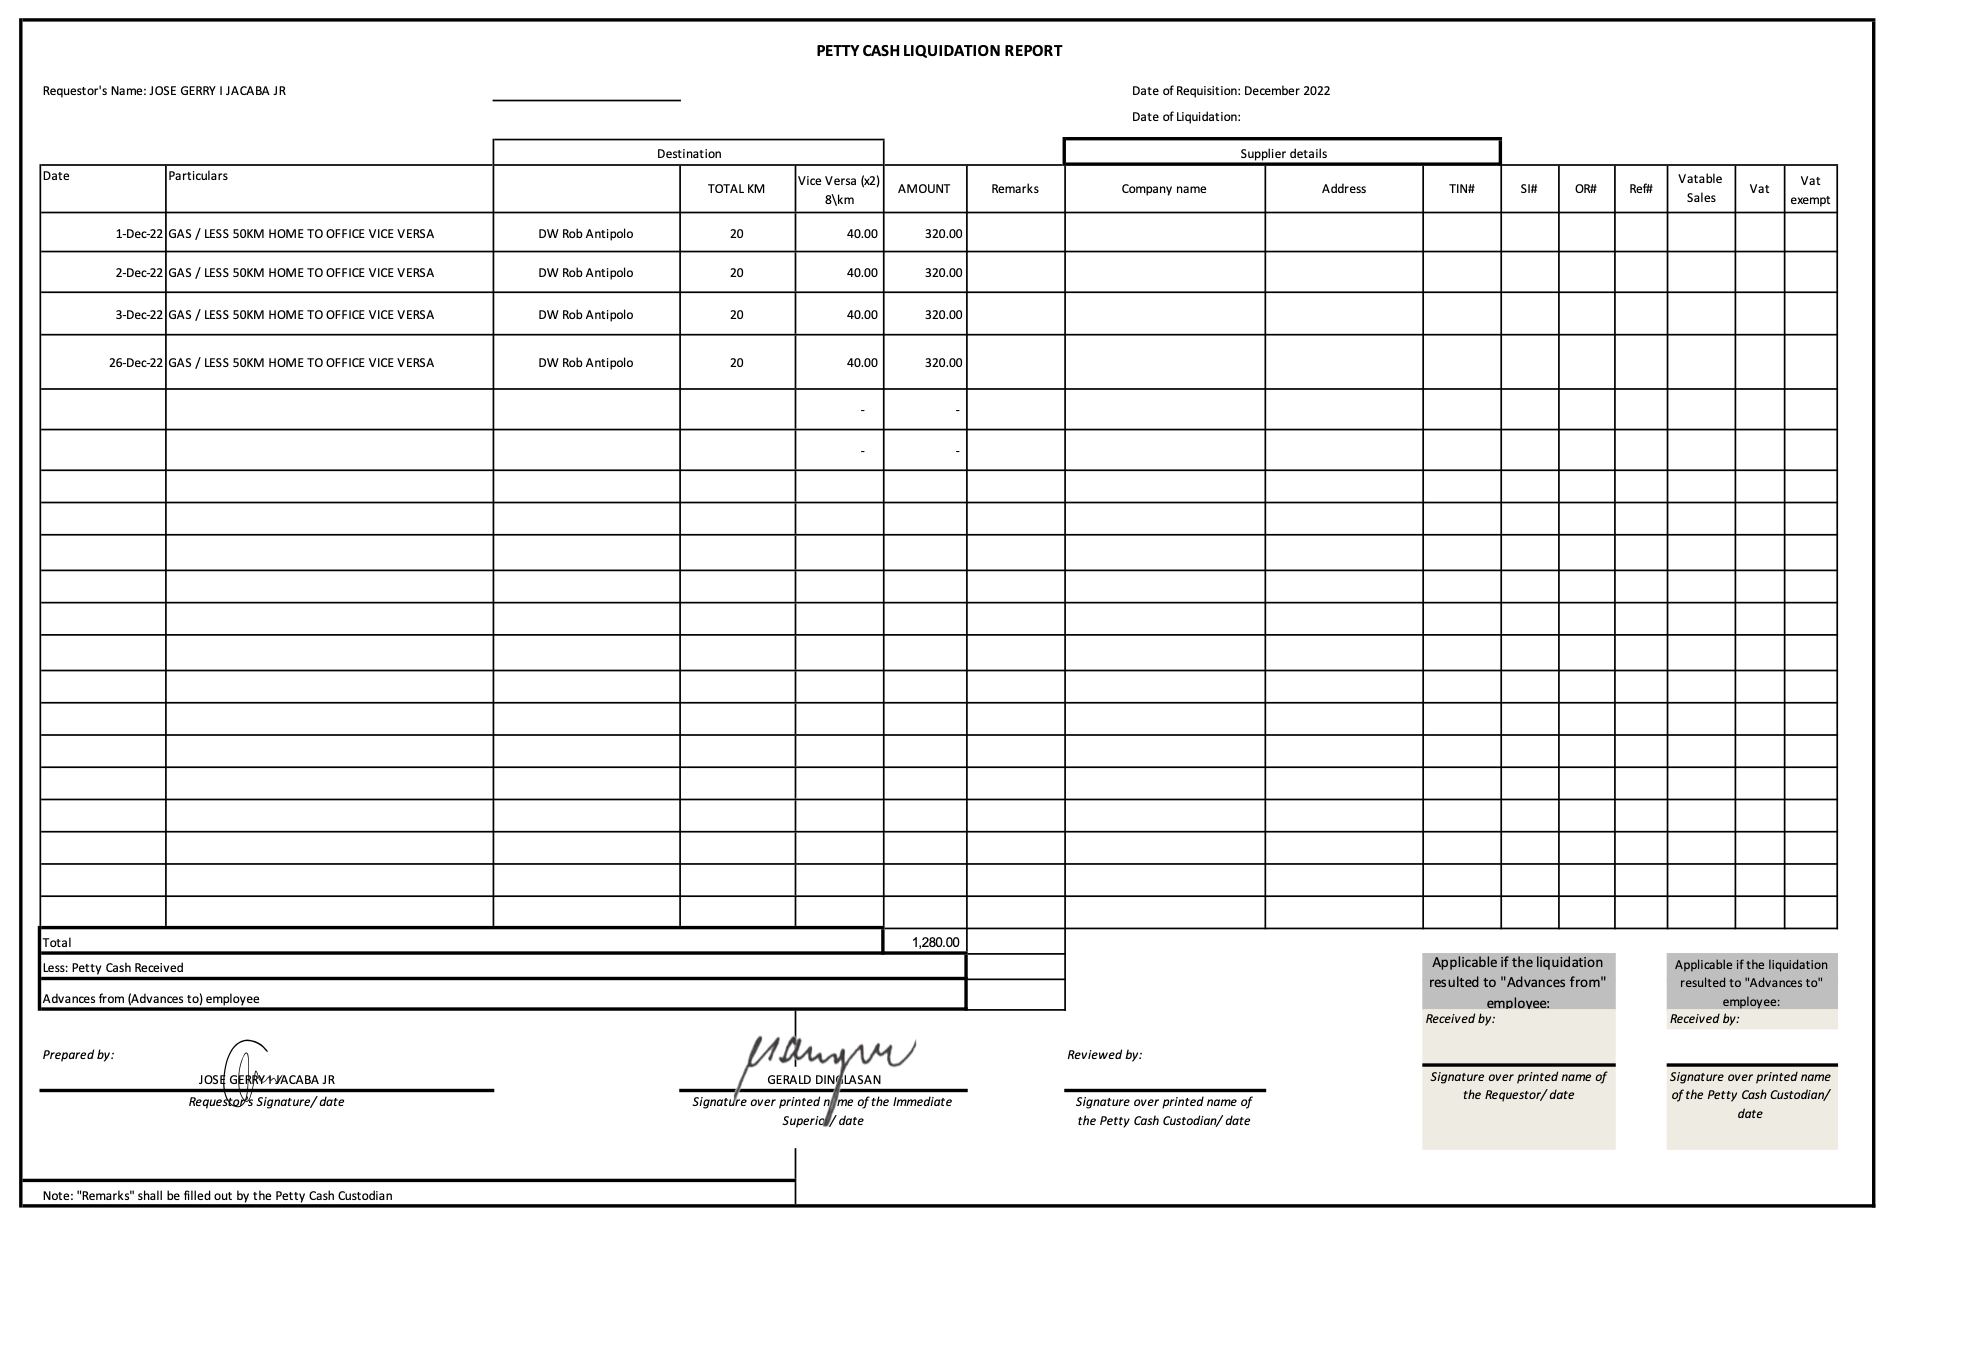 PETTY CASH LIQUIDATION REPORT
Requestor's Name: JOSE GERRY I JACABA JR
Date of Requisition: December 2022
Date of Liquidation:
Destination
Supplier details
Date Particulars TOTAL KM Vice Versa (x2) 8\km AMOUNT Remarks Company name Address TIN# SI# OR# Ref# Vatable Sales Vat Vat exempt
1-Dec-22 GAS / LESS 50KM HOME TO OFFICE VICE VERSA DW Rob Antipolo 20 40.00 320.00
2-Dec-22 GAS / LESS 50KM HOME TO OFFICE VICE VERSA DW Rob Antipolo 20 40.00 320.00
3-Dec-22 GAS / LESS 50KM HOME TO OFFICE VICE VERSA DW Rob Antipolo 20 40.00 320.00
26-Dec-22 GAS / LESS 50KM HOME TO OFFICE VICE VERSA DW Rob Antipolo 20 40.00 320.00
- -
- -
Total 1,280.00
Less: Petty Cash Received
Advances from (Advances to) employee
Applicable if the liquidation
resulted to "Advances from"
employee:
Received by:
Signature over printed name of
the Requestor/ date
Applicable if the liquidation
resulted to "Advances to"
employee:
Received by:
Signature over printed name
of the Petty Cash Custodian/
date
Prepared by:
JOSE GERRY I JACABA JR
Requestor's Signature/ date
GERALD DINGLASAN
Signature over printed name of the Immediate
Superior/ date
Reviewed by:
Signature over printed name of
the Petty Cash Custodian/ date
Note: "Remarks" shall be filled out by the Petty Cash Custodian